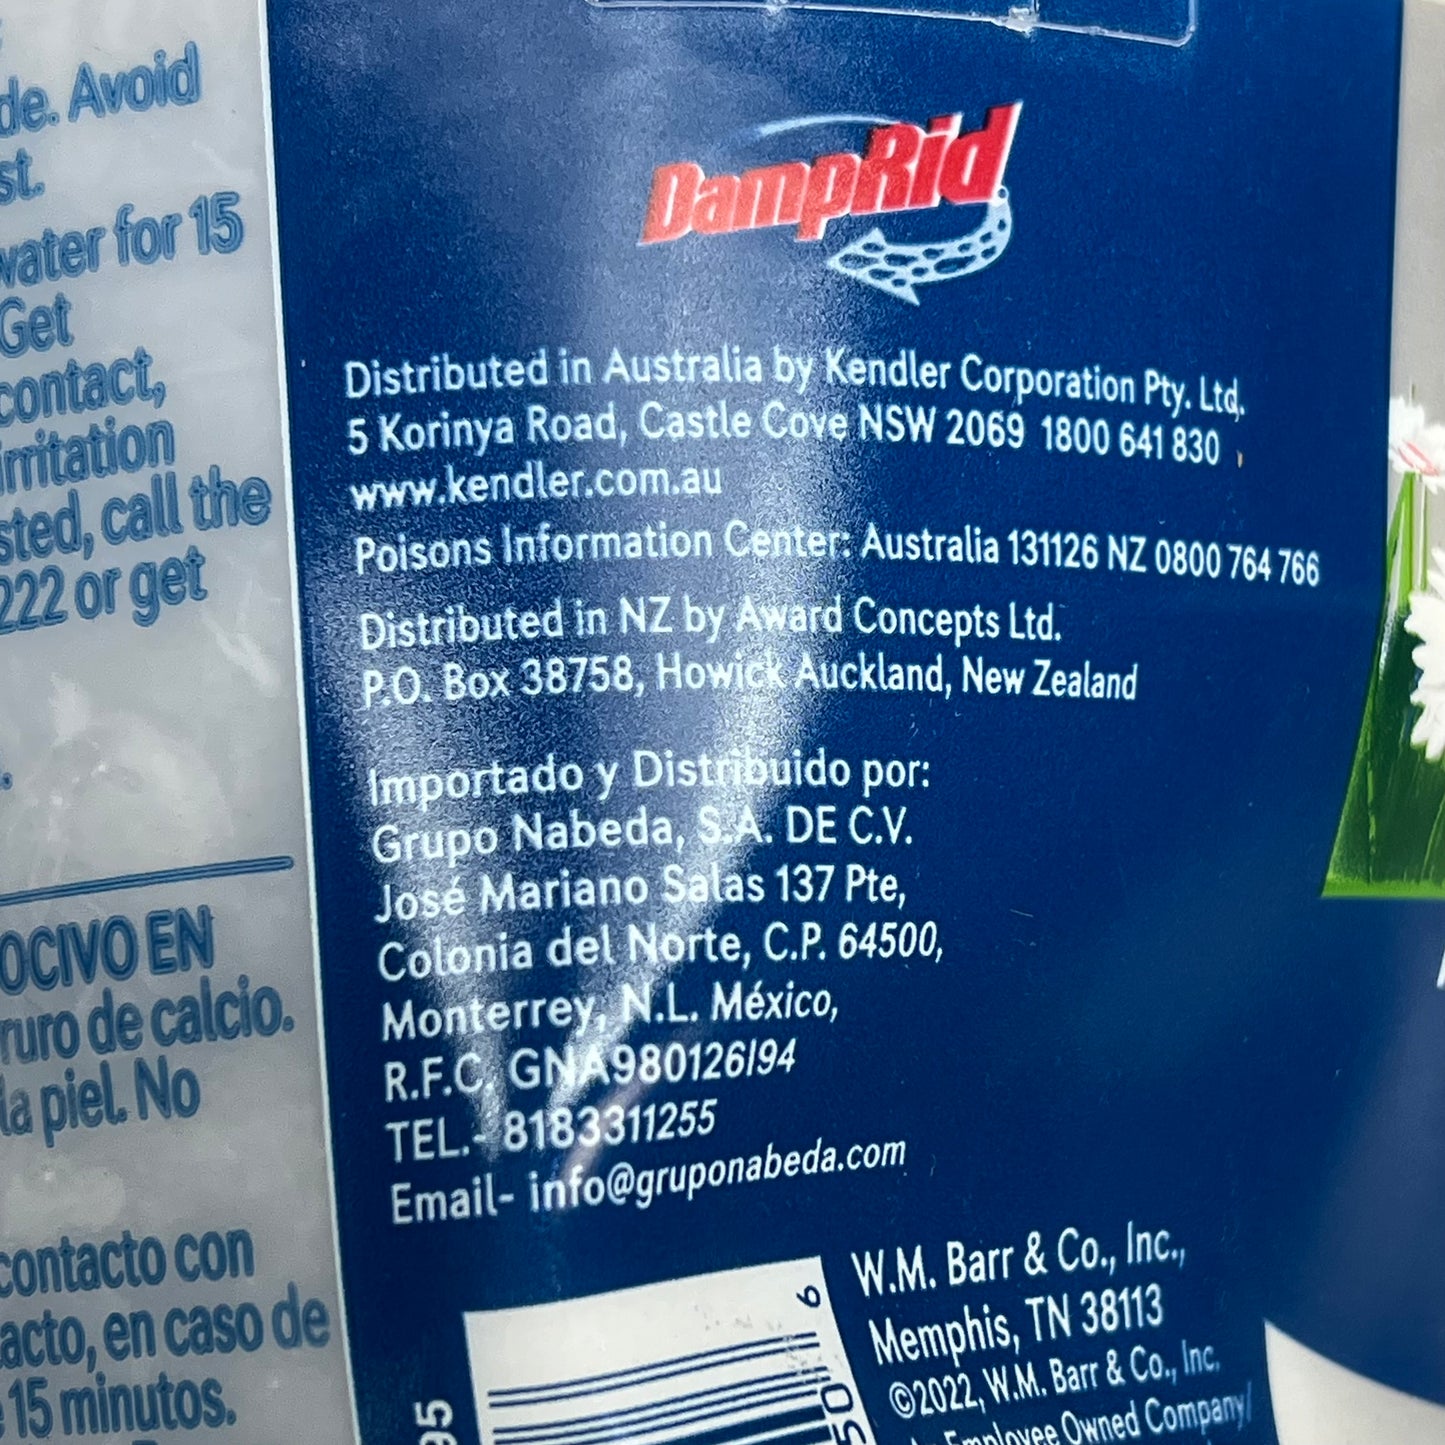 de. Avoid
st.
water for 15
Get
contact,
irritation
sted, call the
222 or get
OCIVO EN
ruro de calcio.
la piel. No
contacto con
acto, en caso de
15 minutos.
DampRid
Distributed in Australia by Kendler Corporation Pty. Ltd.
5 Korinya Road, Castle Cove NSW 2069 1800 641 830
www.kendler.com.au
Poisons Information Center: Australia 131126 NZ 0800 764 766
Distributed in NZ by Award Concepts Ltd.
P.O. Box 38758, Howick Auckland, New Zealand
Importado y Distribuido por:
Grupo Nabeda, S.A. DE C.V.
José Mariano Salas 137 Pte,
Colonia del Norte, C.P. 64500,
Monterrey, N.L. México,
R.F.C. GNA980126I94
TEL.- 8183311255
Email- info@gruponabeda.com
W.M. Barr & Co., Inc.,
Memphis, TN 38113
©2022, W.M. Barr & Co., Inc.
Employee Owned Company/
6
95
50